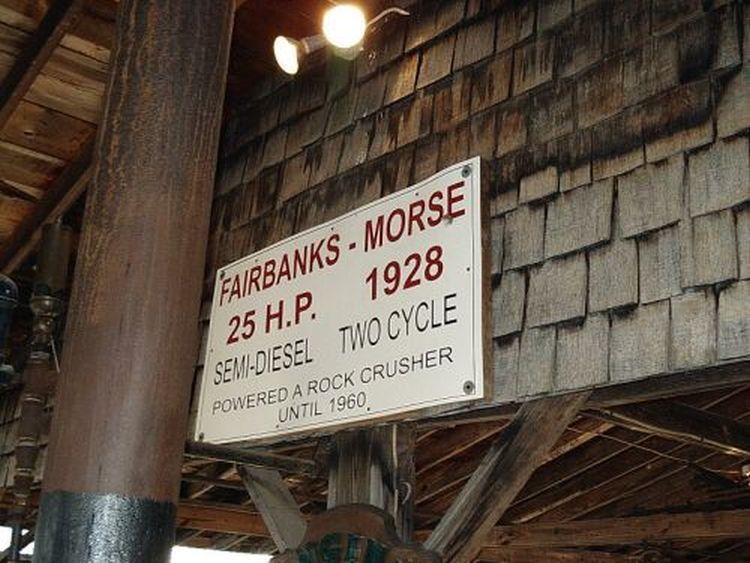 FAIRBANKS - MORSE
25 H.P. 1928
SEMI-DIESEL TWO CYCLE
POWERED A ROCK CRUSHER
UNTIL 1960